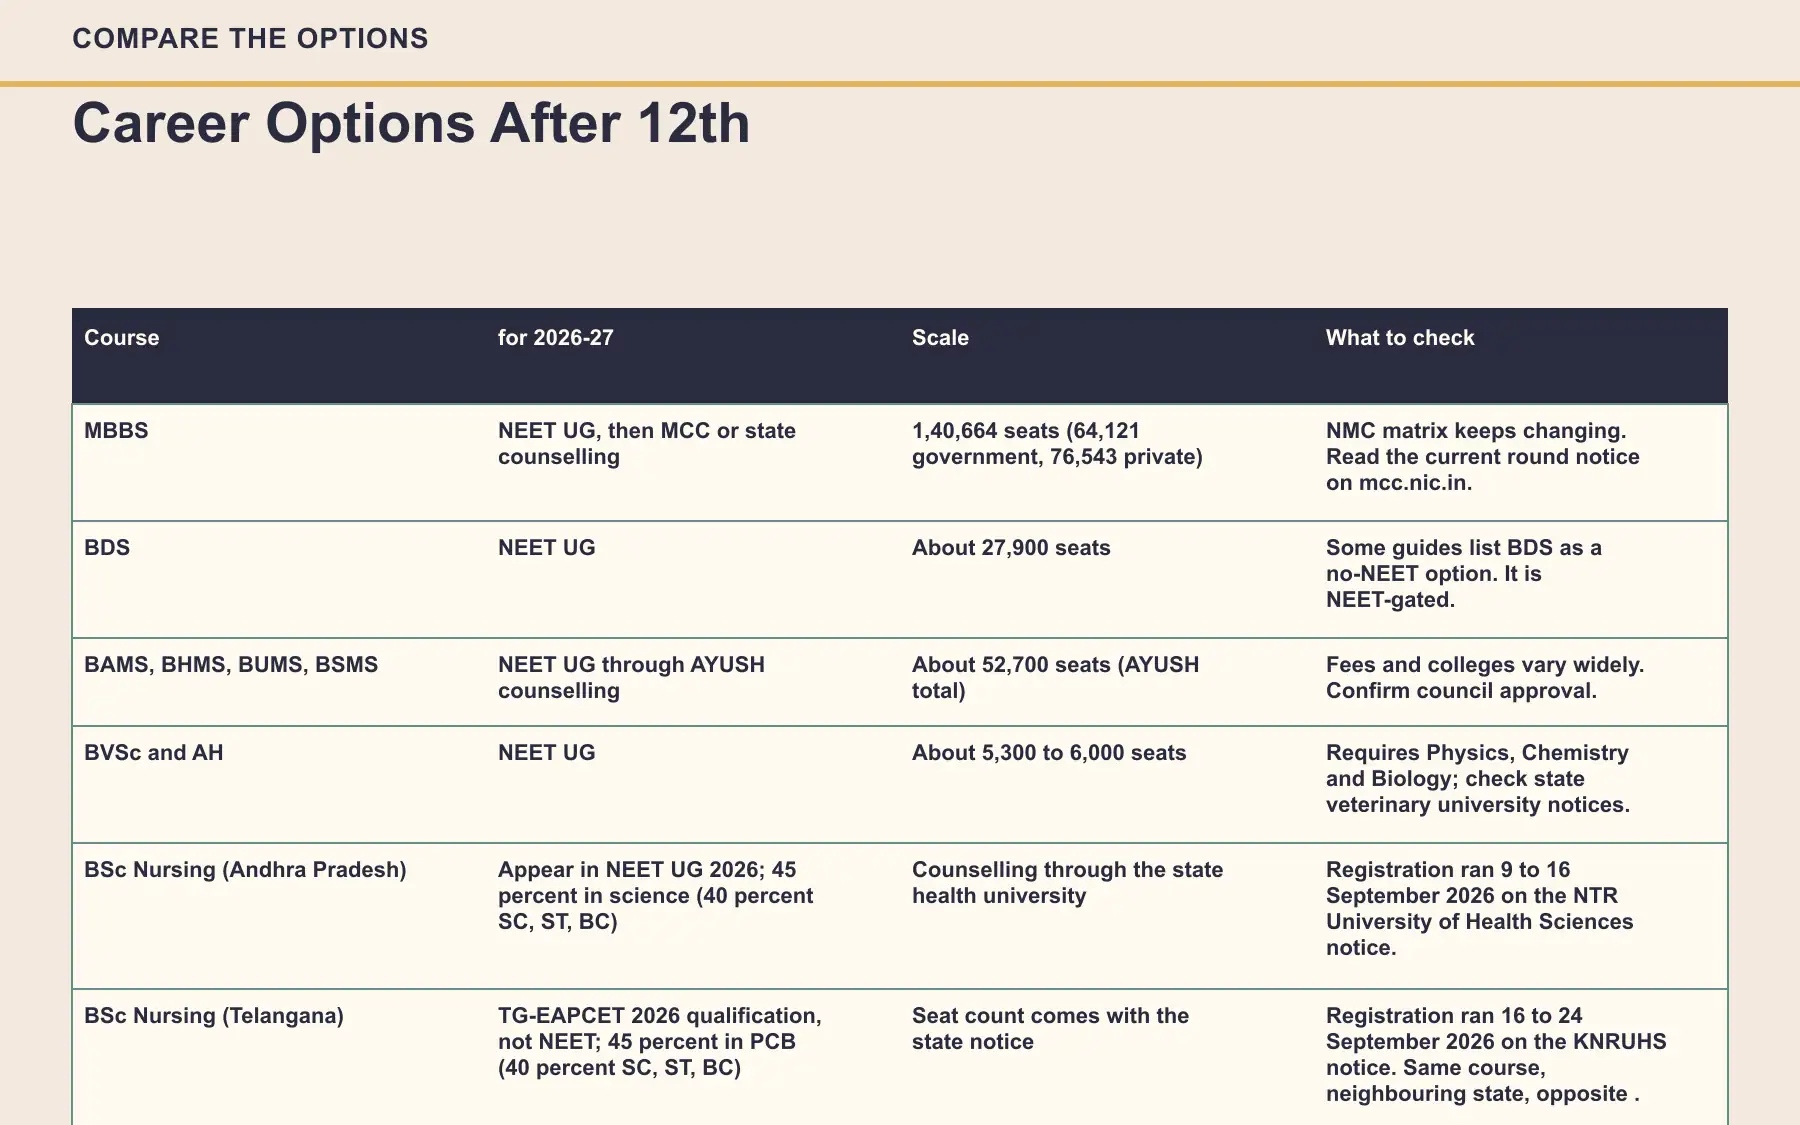 COMPARE THE OPTIONS
Career Options After 12th
Course
for 2026-27
Scale
What to check
MBBS
NEET UG, then MCC or state
counselling
1,40,664 seats (64,121
government, 76,543 private)
NMC matrix keeps changing.
Read the current round notice
on mcc.nic.in.
BDS
NEET UG
About 27,900 seats
Some guides list BDS as a
no-NEET option. It is
NEET-gated.
BAMS, BHMS, BUMS, BSMS
NEET UG through AYUSH
counselling
About 52,700 seats (AYUSH
total)
Fees and colleges vary widely.
Confirm council approval.
BVSc and AH
NEET UG
About 5,300 to 6,000 seats
Requires Physics, Chemistry
and Biology; check state
veterinary university notices.
BSc Nursing (Andhra Pradesh)
Appear in NEET UG 2026; 45
percent in science (40 percent
SC, ST, BC)
Counselling through the state
health university
Registration ran 9 to 16
September 2026 on the NTR
University of Health Sciences
notice.
BSc Nursing (Telangana)
TG-EAPCET 2026 qualification,
not NEET; 45 percent in PCB
(40 percent SC, ST, BC)
Seat count comes with the
state notice
Registration ran 16 to 24
September 2026 on the KNRUHS
notice. Same course,
neighbouring state, opposite .